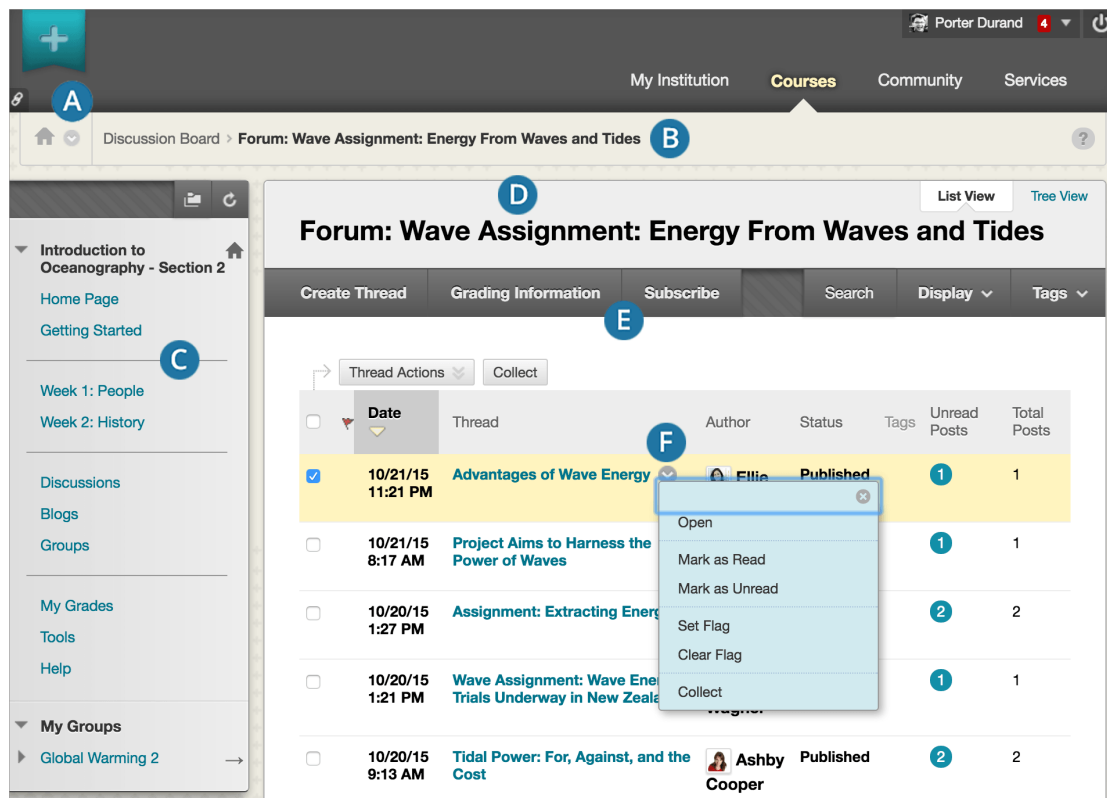 Porter Durand 4
My Institution Courses Community Services
A
Discussion Board > Forum: Wave Assignment: Energy From Waves and Tides B ?
D
List View Tree View
Forum: Wave Assignment: Energy From Waves and Tides
Introduction to
Oceanography - Section 2
Home Page
Getting Started
C
Week 1: People
Week 2: History
Discussions
Blogs
Groups
My Grades
Tools
Help
My Groups
Global Warming 2
Create Thread Grading Information Subscribe Search Display Tags
E
Thread Actions Collect
Date Thread Author Status Tags Unread Posts Total Posts
F
10/21/15 Advantages of Wave Energy Ellie Published 1 1
11:21 PM
Open
Mark as Read
Mark as Unread
Set Flag
Clear Flag
Collect
10/21/15 Project Aims to Harness the 1 1
8:17 AM Power of Waves
10/20/15 Assignment: Extracting Energ 2 2
1:27 PM
10/20/15 Wave Assignment: Wave Ene 1 1
1:21 PM Trials Underway in New Zeala
10/20/15 Tidal Power: For, Against, and the Ashby Published 2 2
9:13 AM Cost Cooper